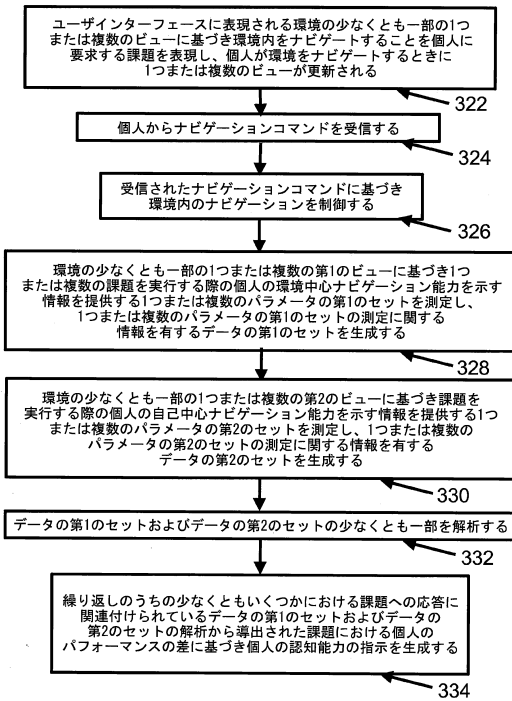 ユーザインターフェースに表現される環境の少なくとも一部の1つ
または複数のビューに基づき環境内をナビゲートすることを個人に
要求する課題を表現し、個人が環境をナビゲートするときに
1つまたは複数のビューが更新される
322
個人からナビゲーションコマンドを受信する
324
受信されたナビゲーションコマンドに基づき
環境内のナビゲーションを制御する
326
環境の少なくとも一部の1つまたは複数の第1のビューに基づき1つ
または複数の課題を実行する際の個人の環境中心ナビゲーション能力を示す
情報を提供する1つまたは複数のパラメータの第1のセットを測定し、
1つまたは複数のパラメータの第1のセットの測定に関する
情報を有するデータの第1のセットを生成する
328
環境の少なくとも一部の1つまたは複数の第2のビューに基づき課題を
実行する際の個人の自己中心ナビゲーション能力を示す情報を提供する1つ
または複数のパラメータの第2のセットを測定し、1つまたは複数の
パラメータの第2のセットの測定に関する情報を有する
データの第2のセットを生成する
330
データの第1のセットおよびデータの第2のセットの少なくとも一部を解析する
332
繰り返しのうちの少なくともいくつかにおける課題への応答に
関連付けられているデータの第1のセットおよびデータの
第2のセットの解析から導出された課題における個人の
パフォーマンスの差に基づき個人の認知能力の指示を生成する
334